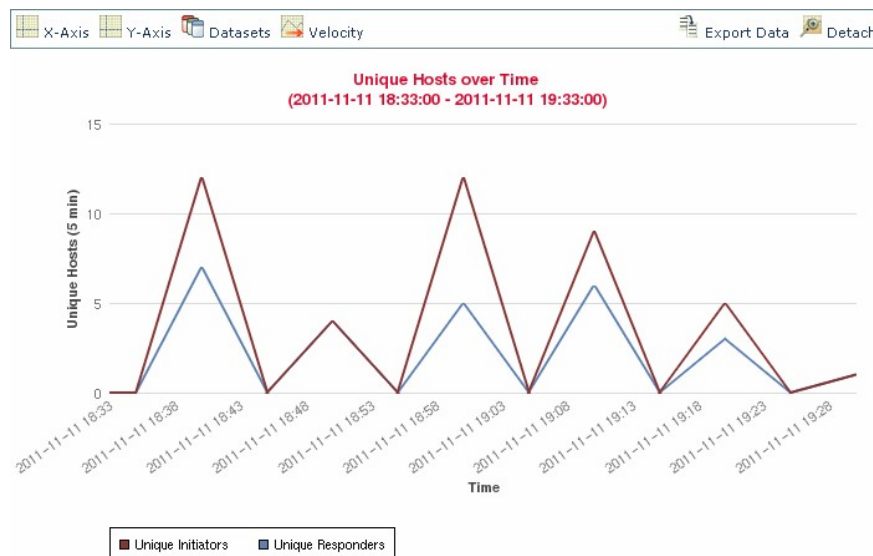 X-Axis Y-Axis Datasets Velocity Export Data Detach
Unique Hosts over Time
(2011-11-11 18:33:00 - 2011-11-11 19:33:00)
Unique Hosts (5 min)
15
10
5
0
2011-11-11 18:33
2011-11-11 18:38
2011-11-11 18:43
2011-11-11 18:48
2011-11-11 18:53
2011-11-11 18:58
2011-11-11 19:03
2011-11-11 19:08
2011-11-11 19:13
2011-11-11 19:18
2011-11-11 19:23
2011-11-11 19:28
Time
Unique Initiators Unique Responders